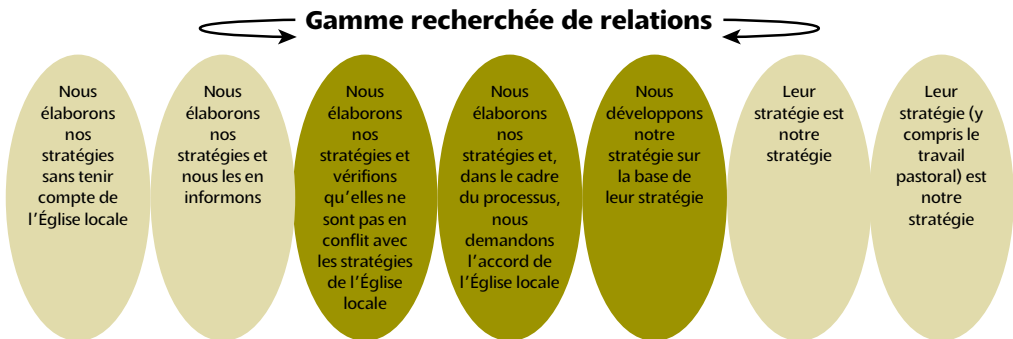 Gamme recherchée de relations
Nous
élaborons
nos
stratégies
sans tenir
compte de
l'Église locale
Nous
élaborons
nos
stratégies et
nous les en
informons
Nous
élaborons
nos
stratégies et
vérifions
qu'elles ne
sont pas en
conflit avec
les stratégies
de l'Église
locale
Nous
élaborons
nos
stratégies et,
dans le cadre
du processus,
nous
demandons
l'accord de
l'Église locale
Nous
développons
notre
stratégie sur
la base de
leur stratégie
Leur
stratégie est
notre
stratégie
Leur
stratégie (y
compris le
travail
pastoral) est
notre
stratégie